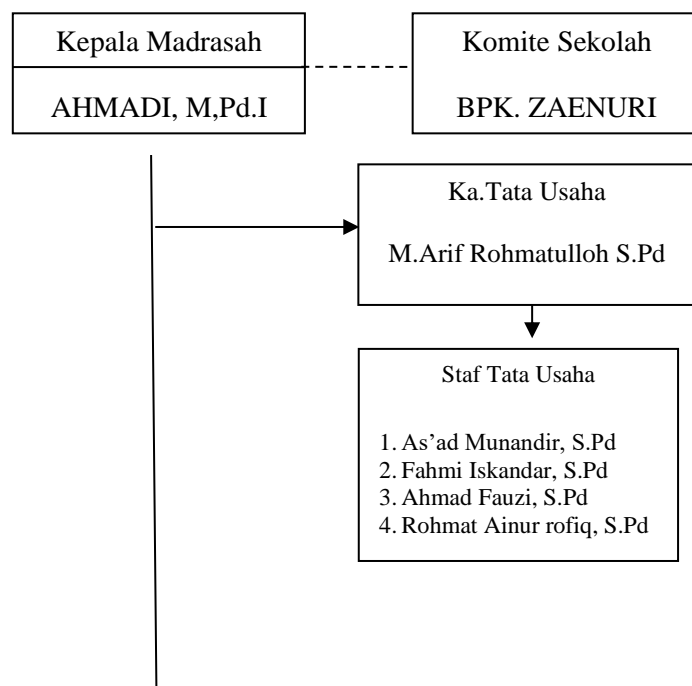 Kepala Madrasah
AHMADI, M,Pd.I
Komite Sekolah
BPK. ZAENURI
Ka.Tata Usaha
M.Arif Rohmatulloh S.Pd
Staf Tata Usaha
1. As’ad Munandir, S.Pd
2. Fahmi Iskandar, S.Pd
3. Ahmad Fauzi, S.Pd
4. Rohmat Ainur rofiq, S.Pd